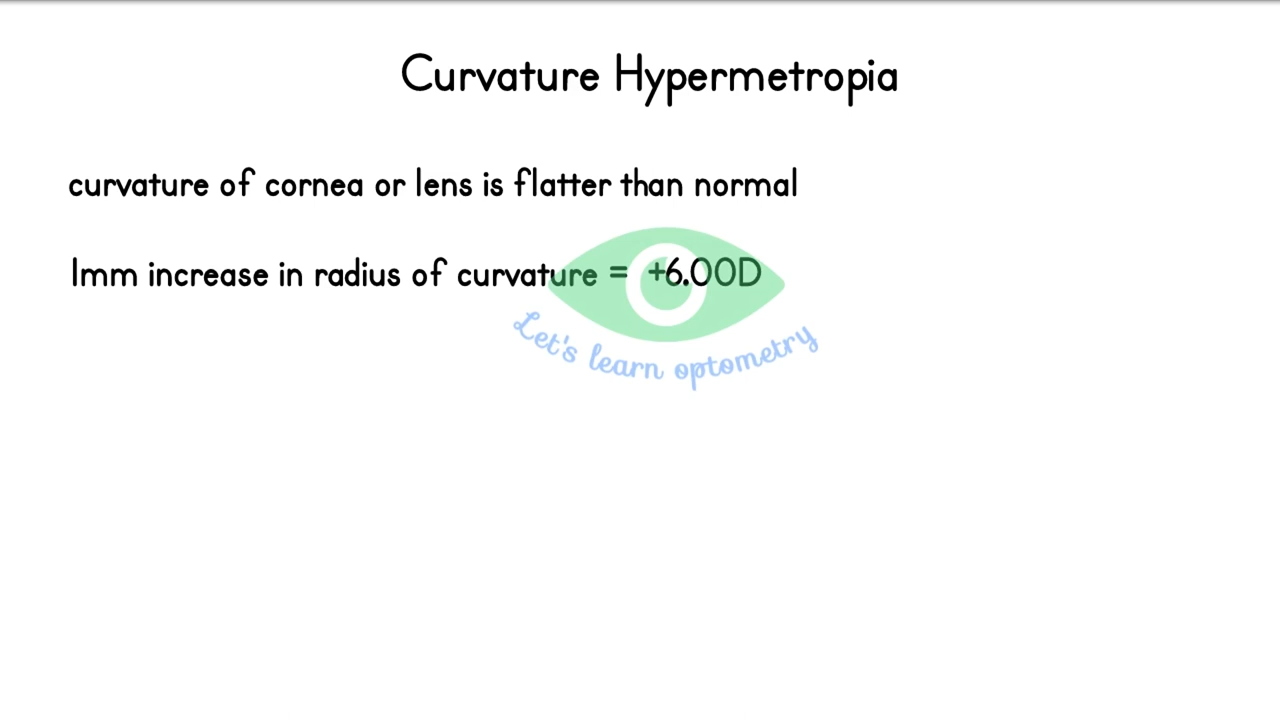 Curvature Hypermetropia
curvature of cornea or lens is flatter than normal
1mm increase in radius of curvature = +6.00D
Let's learn optometry